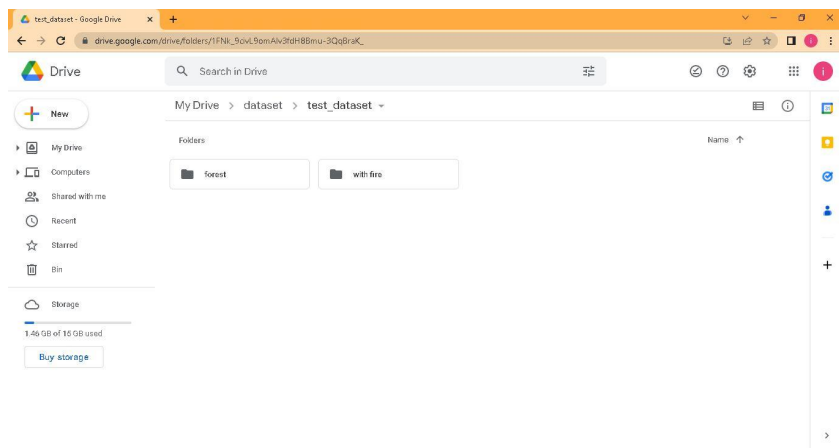 test_dataset - Google Drive
drive.google.com/drive/folders/1FNk_9civL9omAlv3fdH8Bmu-3QqBraK_
Drive
Search in Drive
New
My Drive > dataset > test_dataset
My Drive
Computers
Shared with me
Recent
Starred
Bin
Storage
1.46 GB of 15 GB used
Buy storage
Folders
Name
forest
with fire
i